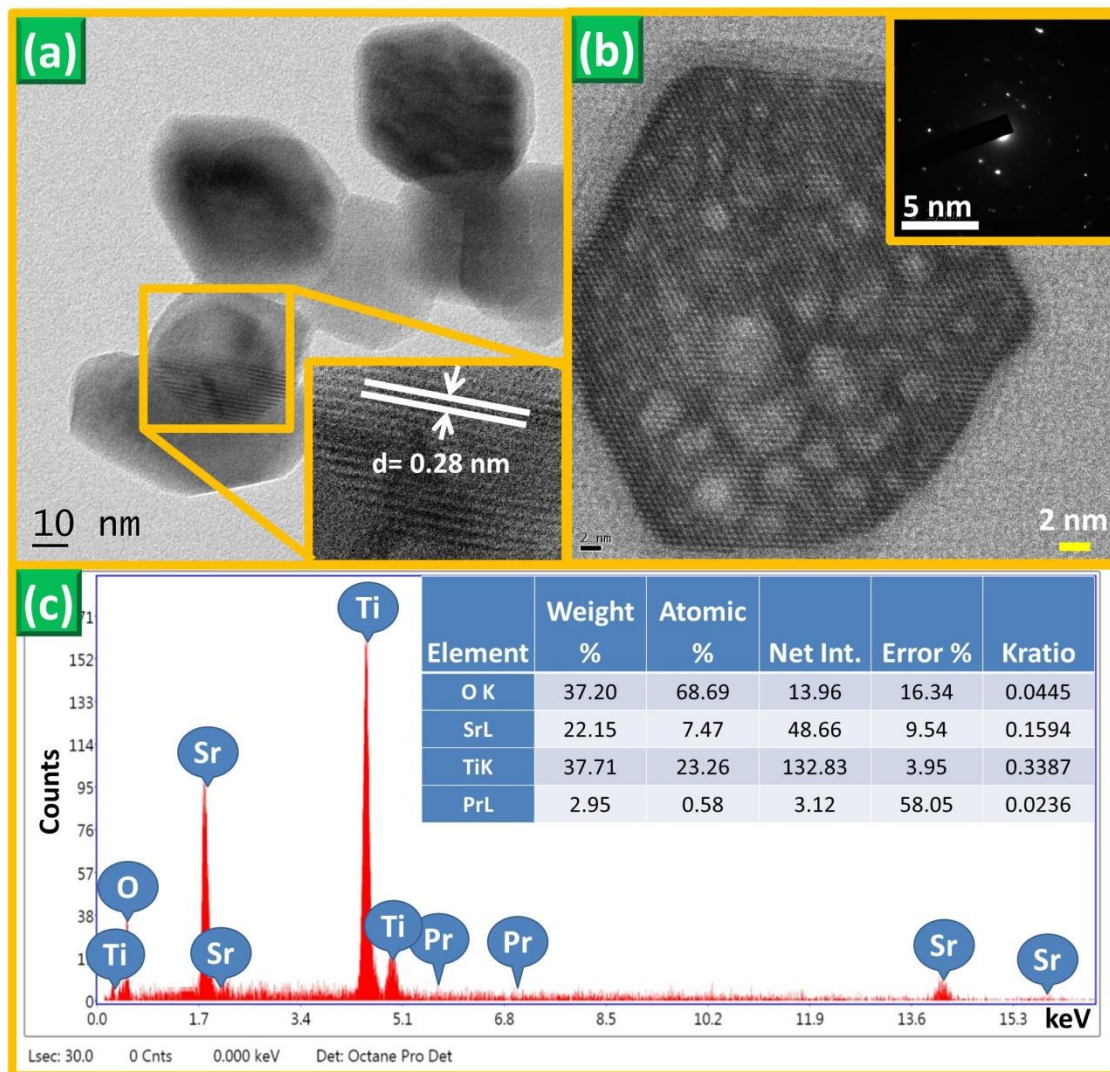 (a)
d= 0.28 nm
10 nm
(b)
5 nm
2 nm
2 nm
(c)
Element Weight % Atomic % Net Int. Error % Kratio
O K 37.20 68.69 13.96 16.34 0.0445
SrL 22.15 7.47 48.66 9.54 0.1594
TiK 37.71 23.26 132.83 3.95 0.3387
PrL 2.95 0.58 3.12 58.05 0.0236
Counts
152
133
114
95
76
57
38
0
Ti
O
Sr
Sr
Ti
Ti
Pr
Pr
Sr
Sr
0.0 1.7 3.4 5.1 6.8 8.5 10.2 11.9 13.6 15.3 keV
Lsec: 30.0 0 Cnts 0.000 keV Det: Octane Pro Det